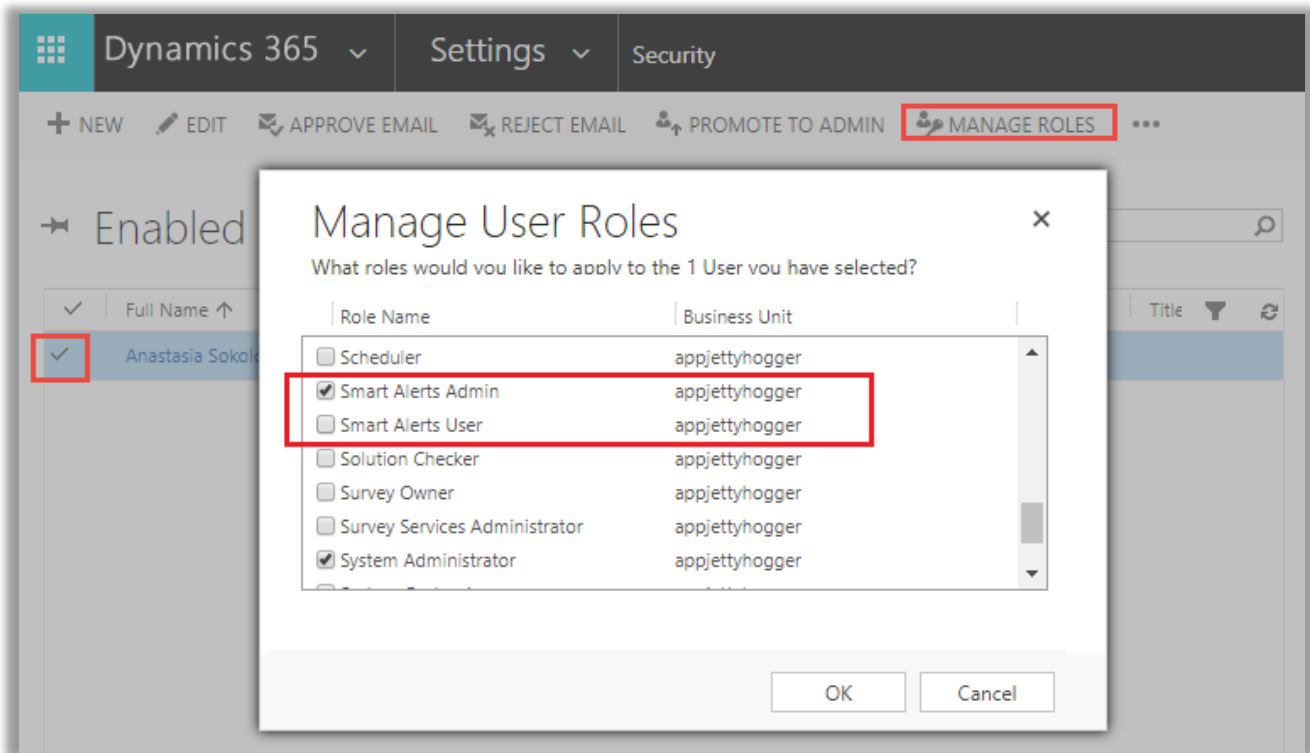 Dynamics 365 Settings Security
NEW EDIT APPROVE EMAIL REJECT EMAIL PROMOTE TO ADMIN MANAGE ROLES
Enabled
Manage User Roles
What roles would you like to apply to the 1 User you have selected?
Full Name
Title
Role Name Business Unit
Anastasia
Scheduler appjettyhogger
Smart Alerts Admin appjettyhogger
Smart Alerts User appjettyhogger
Solution Checker appjettyhogger
Survey Owner appjettyhogger
Survey Services Administrator appjettyhogger
System Administrator appjettyhogger
OK Cancel